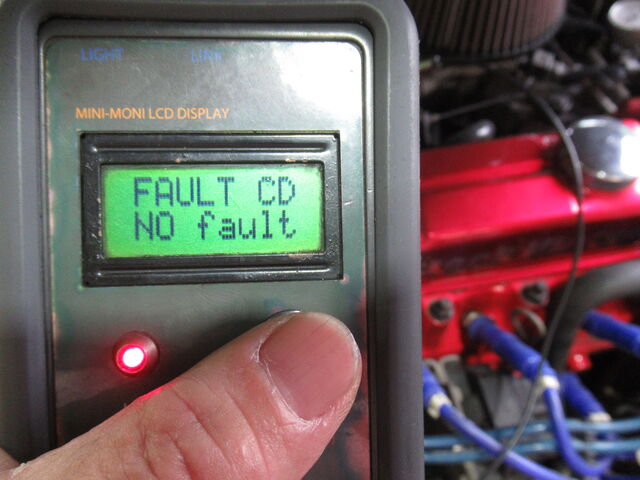 LIGHT LINK
MINI-MONI LCD DISPLAY
FAULT CD
NO fault